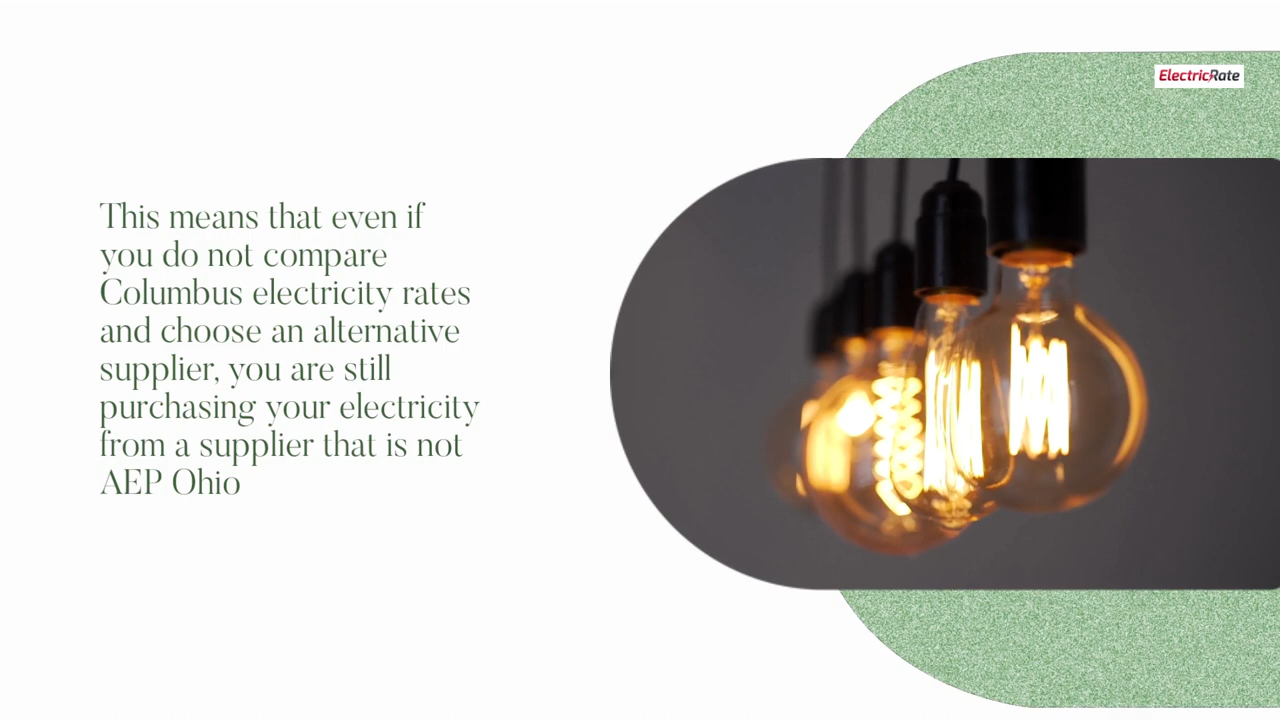 ElectricRate
This means that even if
you do not compare
Columbus electricity rates
and choose an alternative
supplier, you are still
purchasing your electricity
from a supplier that is not
AEP Ohio